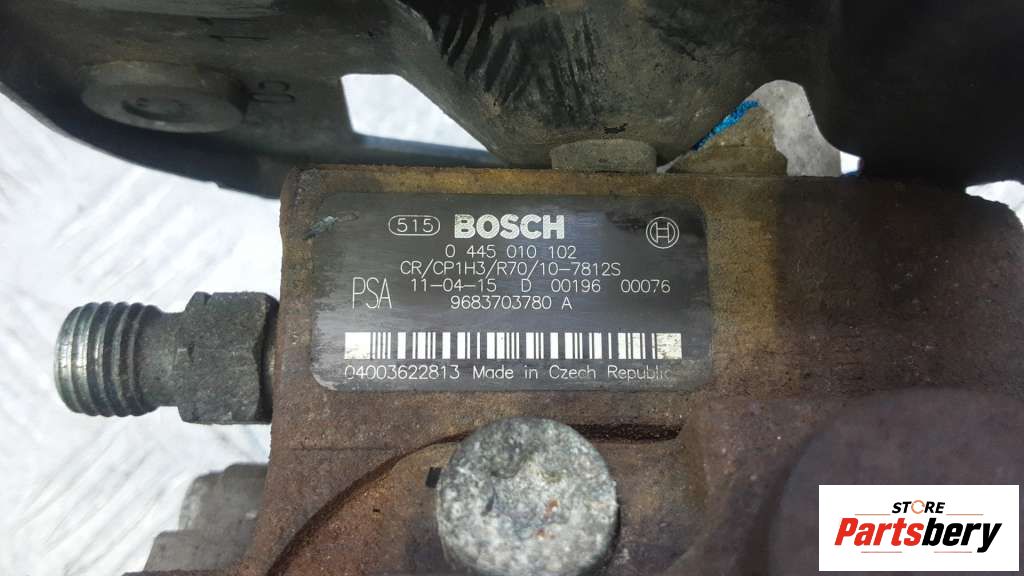 515 BOSCH
0 445 010 102
CR/CP1H3/R70/10-7812S
PSA 11-04-15 D 00196 00076
9683703780 A
04003622813 Made in Czech Republic
STORE
Partsbery